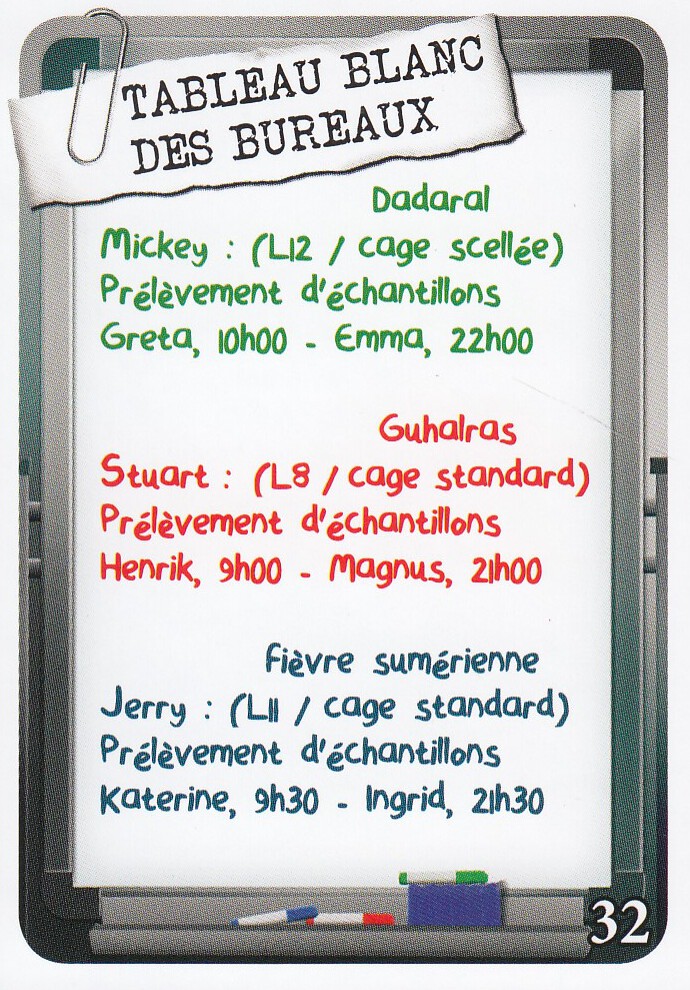 TABLEAU BLANC
DES BUREAUX
Dadaral
Mickey : (L12 / cage scellée)
Prélèvement d'échantillons
Greta, 10h00 - Emma, 22h00
Guhalras
Stuart : (L8 / cage standard)
Prélèvement d'échantillons
Henrik, 9h00 - Magnus, 21h00
Fièvre sumérienne
Jerry : (L11 / cage standard)
Prélèvement d'échantillons
Katerine, 9h30 - Ingrid, 21h30
32